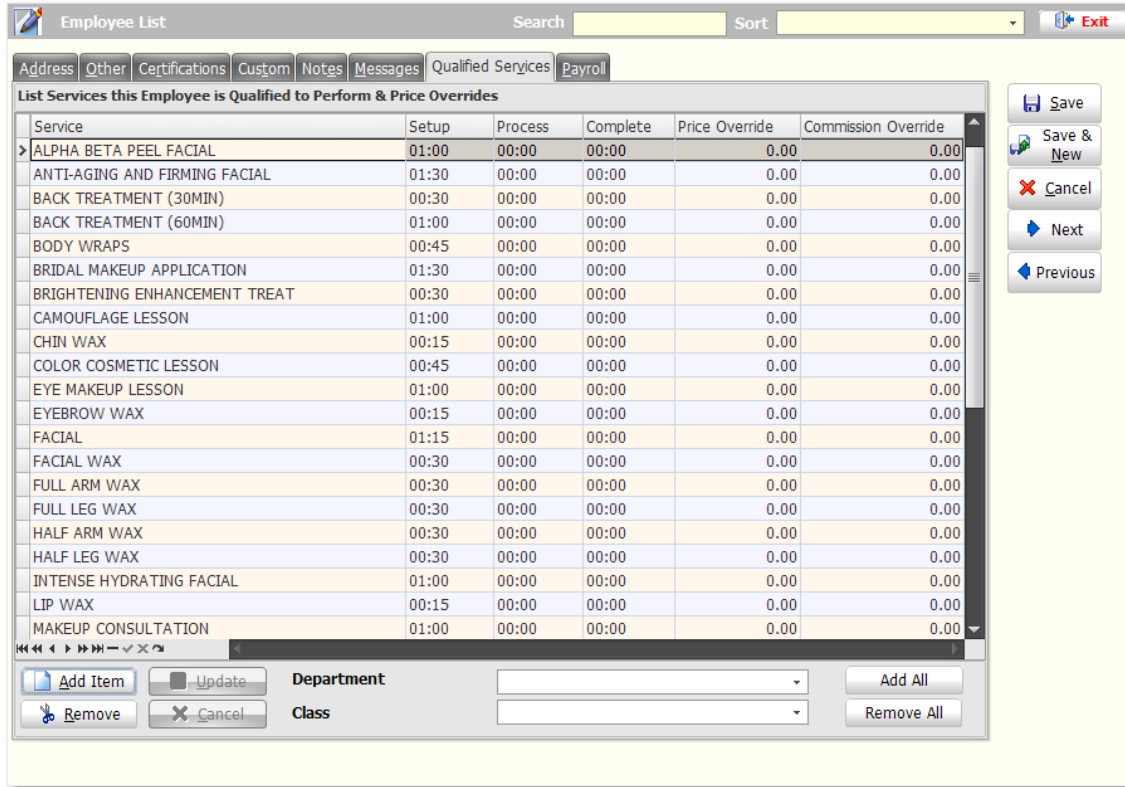 Employee List Search Sort Exit
Address Other Certifications Custom Notes Messages Qualified Services Payroll
List Services this Employee is Qualified to Perform & Price Overrides
Service Setup Process Complete Price Override Commission Override
ALPHA BETA PEEL FACIAL 01:00 00:00 00:00 0.00 0.00
ANTI-AGING AND FIRMING FACIAL 01:30 00:00 00:00 0.00 0.00
BACK TREATMENT (30MIN) 00:30 00:00 00:00 0.00 0.00
BACK TREATMENT (60MIN) 01:00 00:00 00:00 0.00 0.00
BODY WRAPS 00:45 00:00 00:00 0.00 0.00
BRIDAL MAKEUP APPLICATION 01:30 00:00 00:00 0.00 0.00
BRIGHTENING ENHANCEMENT TREAT 00:30 00:00 00:00 0.00 0.00
CAMOUFLAGE LESSON 01:00 00:00 00:00 0.00 0.00
CHIN WAX 00:15 00:00 00:00 0.00 0.00
COLOR COSMETIC LESSON 00:45 00:00 00:00 0.00 0.00
EYE MAKEUP LESSON 01:00 00:00 00:00 0.00 0.00
EYEBROW WAX 00:15 00:00 00:00 0.00 0.00
FACIAL 01:15 00:00 00:00 0.00 0.00
FACIAL WAX 00:30 00:00 00:00 0.00 0.00
FULL ARM WAX 00:30 00:00 00:00 0.00 0.00
FULL LEG WAX 00:30 00:00 00:00 0.00 0.00
HALF ARM WAX 00:30 00:00 00:00 0.00 0.00
HALF LEG WAX 00:30 00:00 00:00 0.00 0.00
INTENSE HYDRATING FACIAL 01:00 00:00 00:00 0.00 0.00
LIP WAX 00:15 00:00 00:00 0.00 0.00
MAKEUP CONSULTATION 01:00 00:00 00:00 0.00 0.00
Add Item Update Department Add All
Remove Cancel Class Remove All
Save
Save &
New
Cancel
Next
Previous